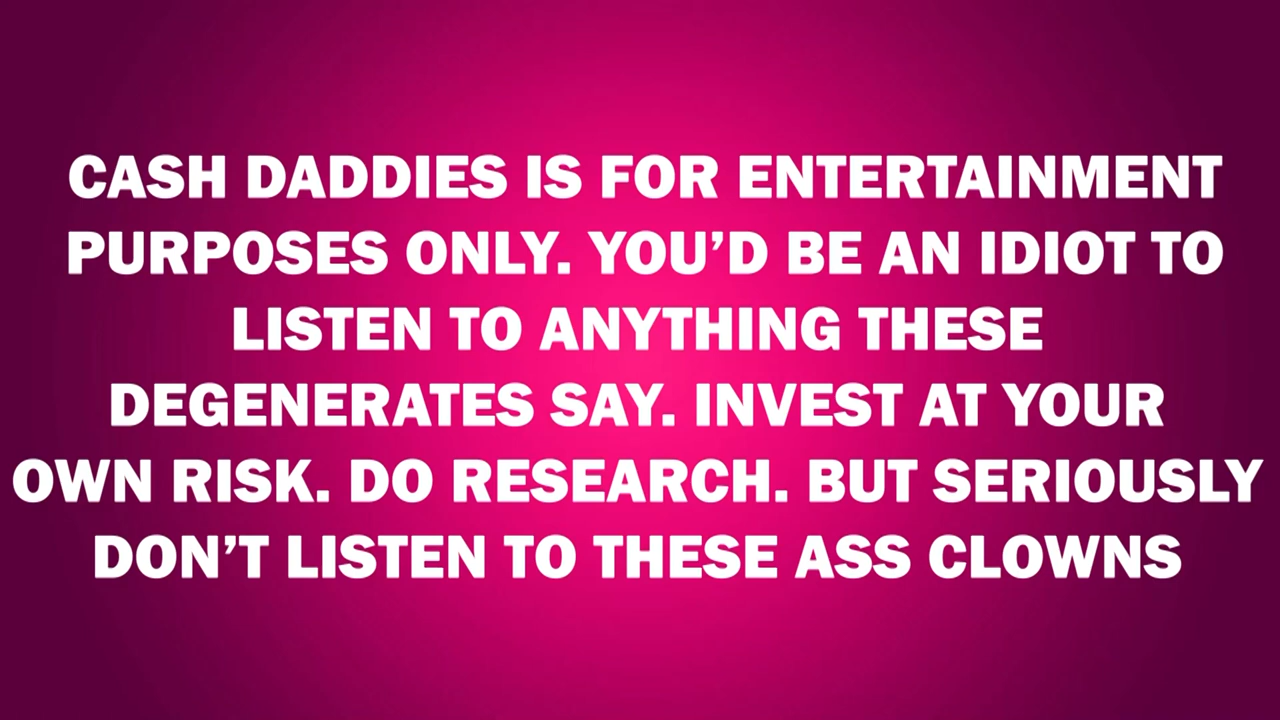 CASH DADDIES IS FOR ENTERTAINMENT
PURPOSES ONLY. YOU’D BE AN IDIOT TO
LISTEN TO ANYTHING THESE
DEGENERATES SAY. INVEST AT YOUR
OWN RISK. DO RESEARCH. BUT SERIOUSLY
DON’T LISTEN TO THESE ASS CLOWNS